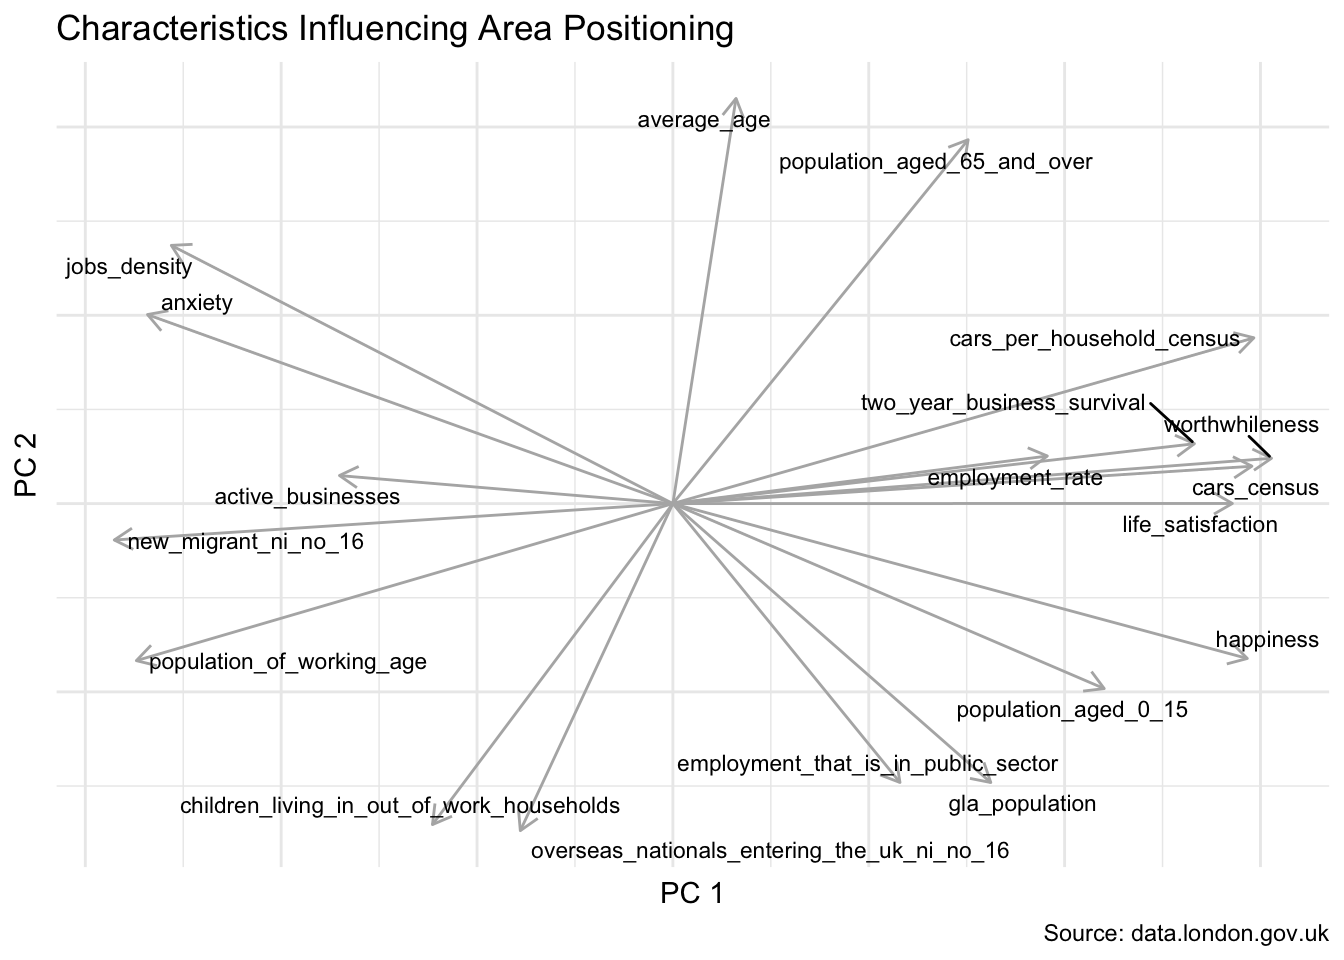 Characteristics Influencing Area Positioning
average_age
population_aged_65_and_over
jobs_density
anxiety
cars_per_household_census
two_year_business_survival
worthwhileness
employment_rate
cars_census
active_businesses
life_satisfaction
new_migrant_ni_no_16
happiness
population_of_working_age
population_aged_0_15
employment_that_is_in_public_sector
children_living_in_out_of_work_households
gla_population
overseas_nationals_entering_the_uk_ni_no_16
PC 2
PC 1
Source: data.london.gov.uk